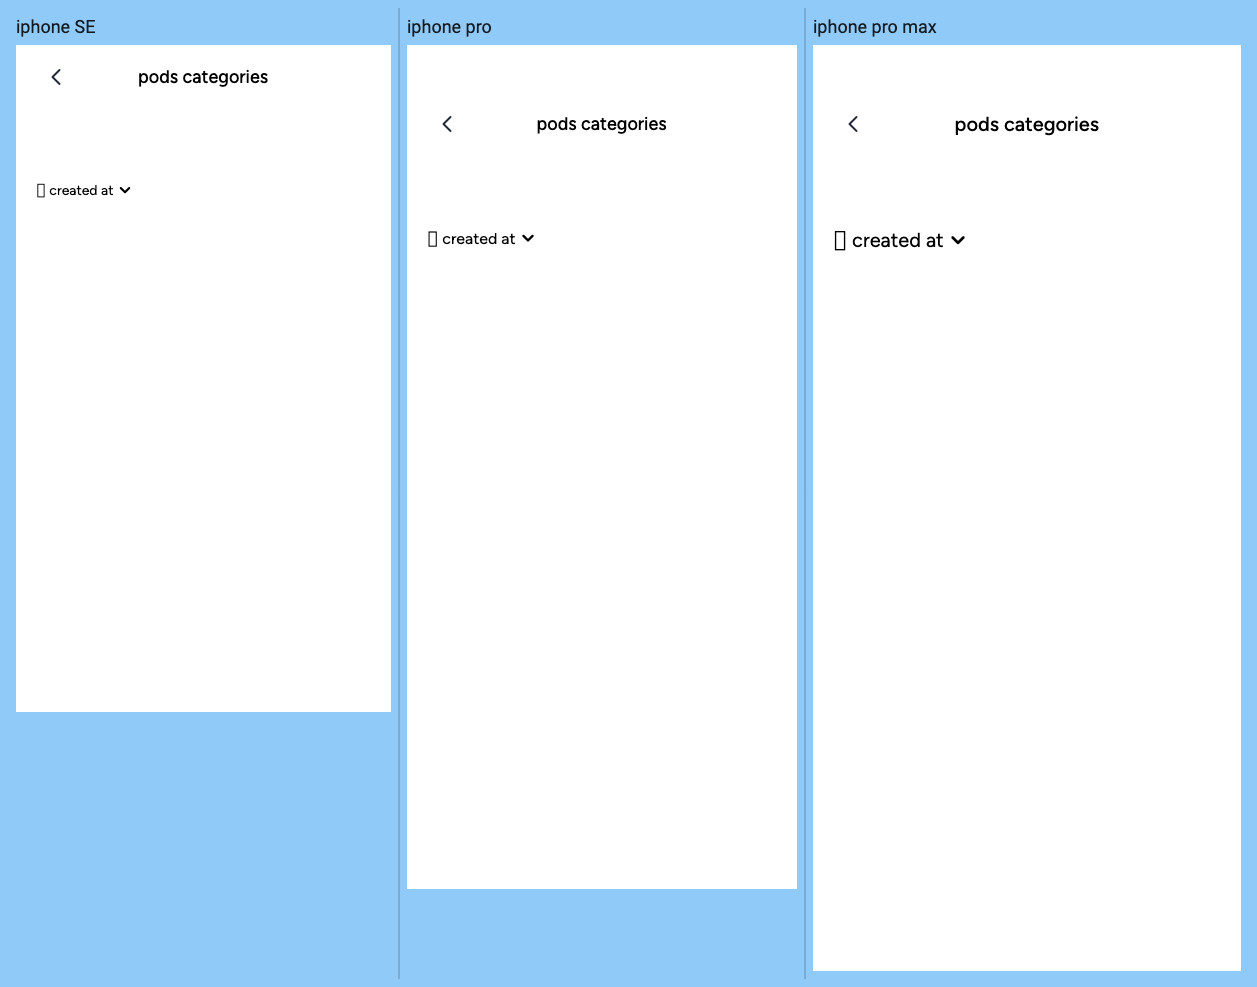 iphone SE
pods categories
created at
iphone pro
pods categories
created at
iphone pro max
pods categories
created at